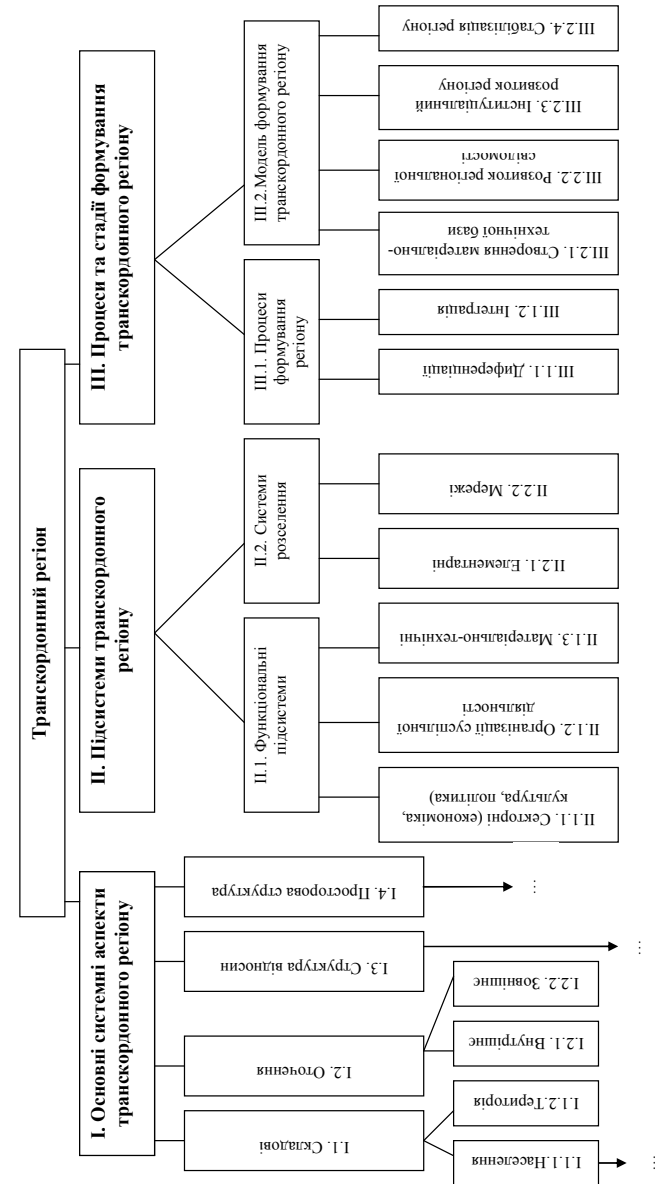 Транскордонний регіон
І. Основні системні аспекти
транскордонного регіону
І.1. Складові
І.1.1.Населення
...
І.1.2.Територія
І.2. Оточення
І.2.1. Внутрішнє
І.2.2. Зовнішнє
І.3. Структура відносин
...
І.4. Просторова структура
...
ІІ. Підсистеми транскордонного
регіону
ІІ.1. Функціональні
підсистеми
ІІ.1.1. Секторні (економіка,
культура, політика)
ІІ.1.2. Організації суспільної
діяльності
ІІ.1.3. Матеріально-технічні
ІІ.2. Системи
розселення
ІІ.2.1. Елементарні
ІІ.2.2. Мережі
ІІІ. Процеси та стадії формування
транскордонного регіону
ІІІ.1. Процеси
формування
регіону
ІІІ.1.1. Диференціації
ІІІ.1.2. Інтеграція
ІІІ.2.Модель формування
транскордонного регіону
ІІІ.2.1. Створення матеріально-
технічної бази
ІІІ.2.2. Розвиток регіональної
свідомості
ІІІ.2.3. Інституціальний
розвиток регіону
ІІІ.2.4. Стабілізація регіону